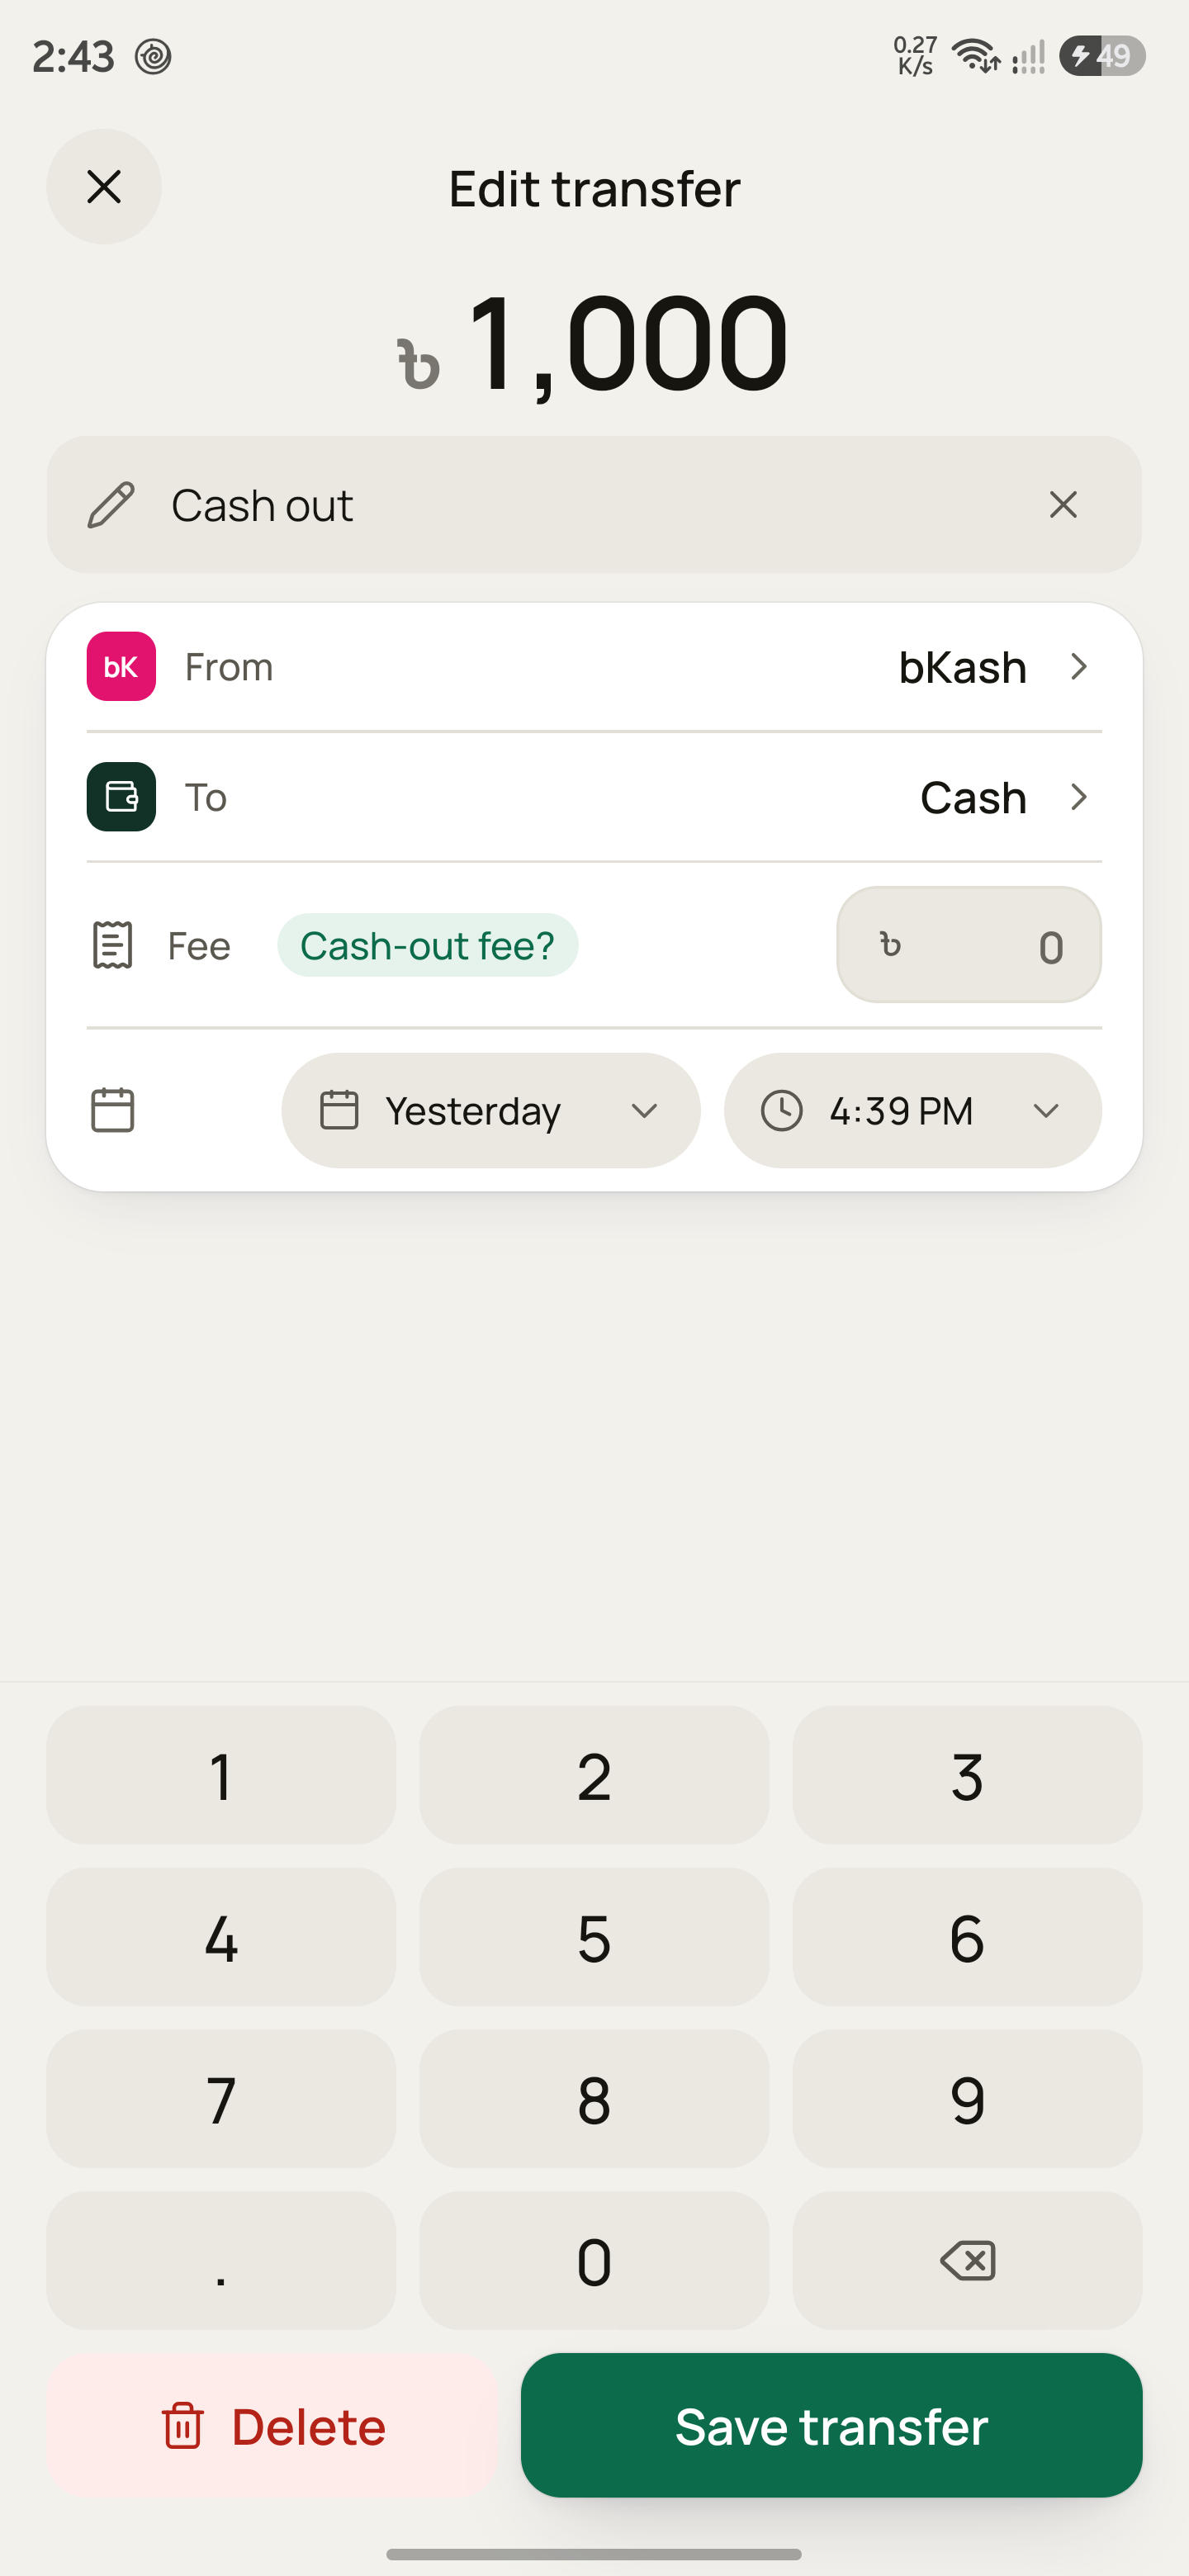 2:43
0.27
K/s
49
Edit transfer
৳ 1,000
Cash out
bK From bKash
To Cash
Fee Cash-out fee? ৳ 0
Yesterday 4:39 PM
1 2 3
4 5 6
7 8 9
. 0
Delete Save transfer